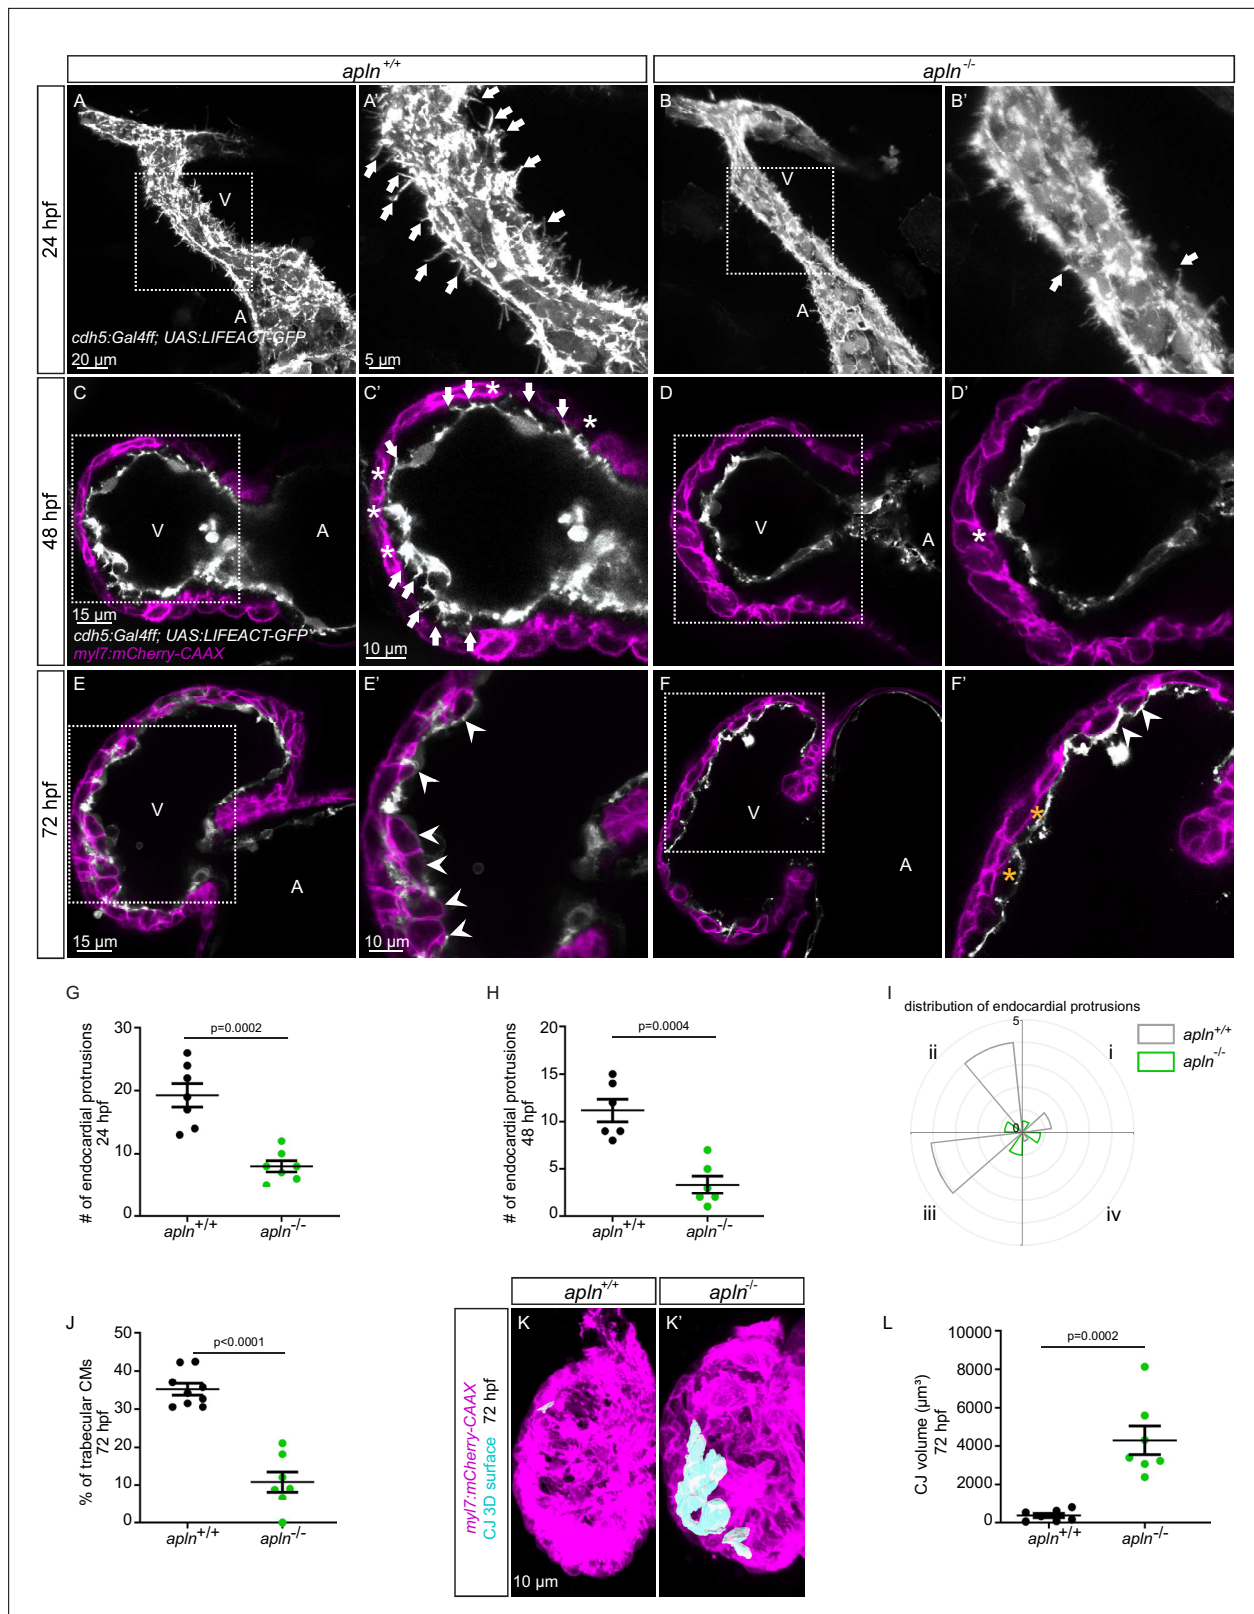 apln+/+
apln-/-
24 hpf
A
V
A
cdh5:Gal4ff; UAS:LIFEACT-GFP
20 µm
A'
5 µm
B
V
A
B'
48 hpf
C
V
A
15 µm
cdh5:Gal4ff; UAS:LIFEACT-GFP
myl7:mCherry-CAAX
C'
* * * * *
10 µm
D
V
A
D'
*
72 hpf
E
V
A
15 µm
E'
10 µm
F
V
A
F'
*
*
G
# of endocardial protrusions
24 hpf
p=0.0002
30
20
10
0
apln+/+
apln-/-
H
# of endocardial protrusions
48 hpf
p=0.0004
20
15
10
5
0
apln+/+
apln-/-
I
distribution of endocardial protrusions
5
0
i
ii
iii
iv
apln+/+
apln-/-
J
% of trabecular CMs
72 hpf
p<0.0001
50
40
30
20
10
0
apln+/+
apln-/-
apln+/+
apln-/-
myl7:mCherry-CAAX
CJ 3D surface 72 hpf
K
10 µm
K'
L
CJ volume (µm³)
72 hpf
p=0.0002
10000
8000
6000
4000
2000
0
apln+/+
apln-/-